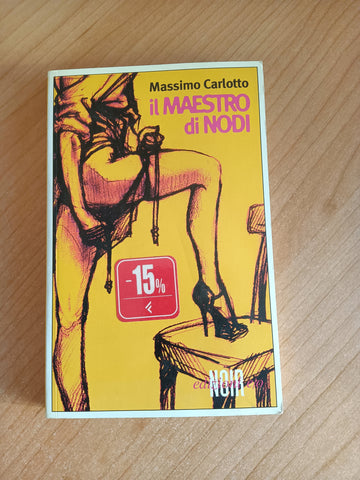 Massimo Carlotto
il MAESTRO
di NODI
-15%
NOIR